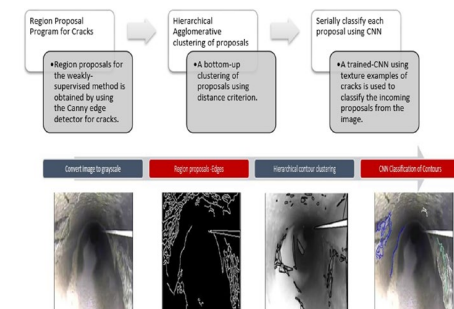 Region Proposal
Program for Cracks
•Region proposals for
the weakly-
supervised method is
obtained by using
the Canny edge
detector for cracks.
Hierarchical
Agglomerative
clustering of proposals
•A bottom-up
clustering of
proposals using
distance criterion.
Serially classify each
proposal using CNN
•A trained-CNN using
texture examples of
cracks is used to
classify the incoming
proposals from the
image.
Convert image to grayscale
Region proposals -Edges
Hierarchical contour clustering
CNN Classification of Contours